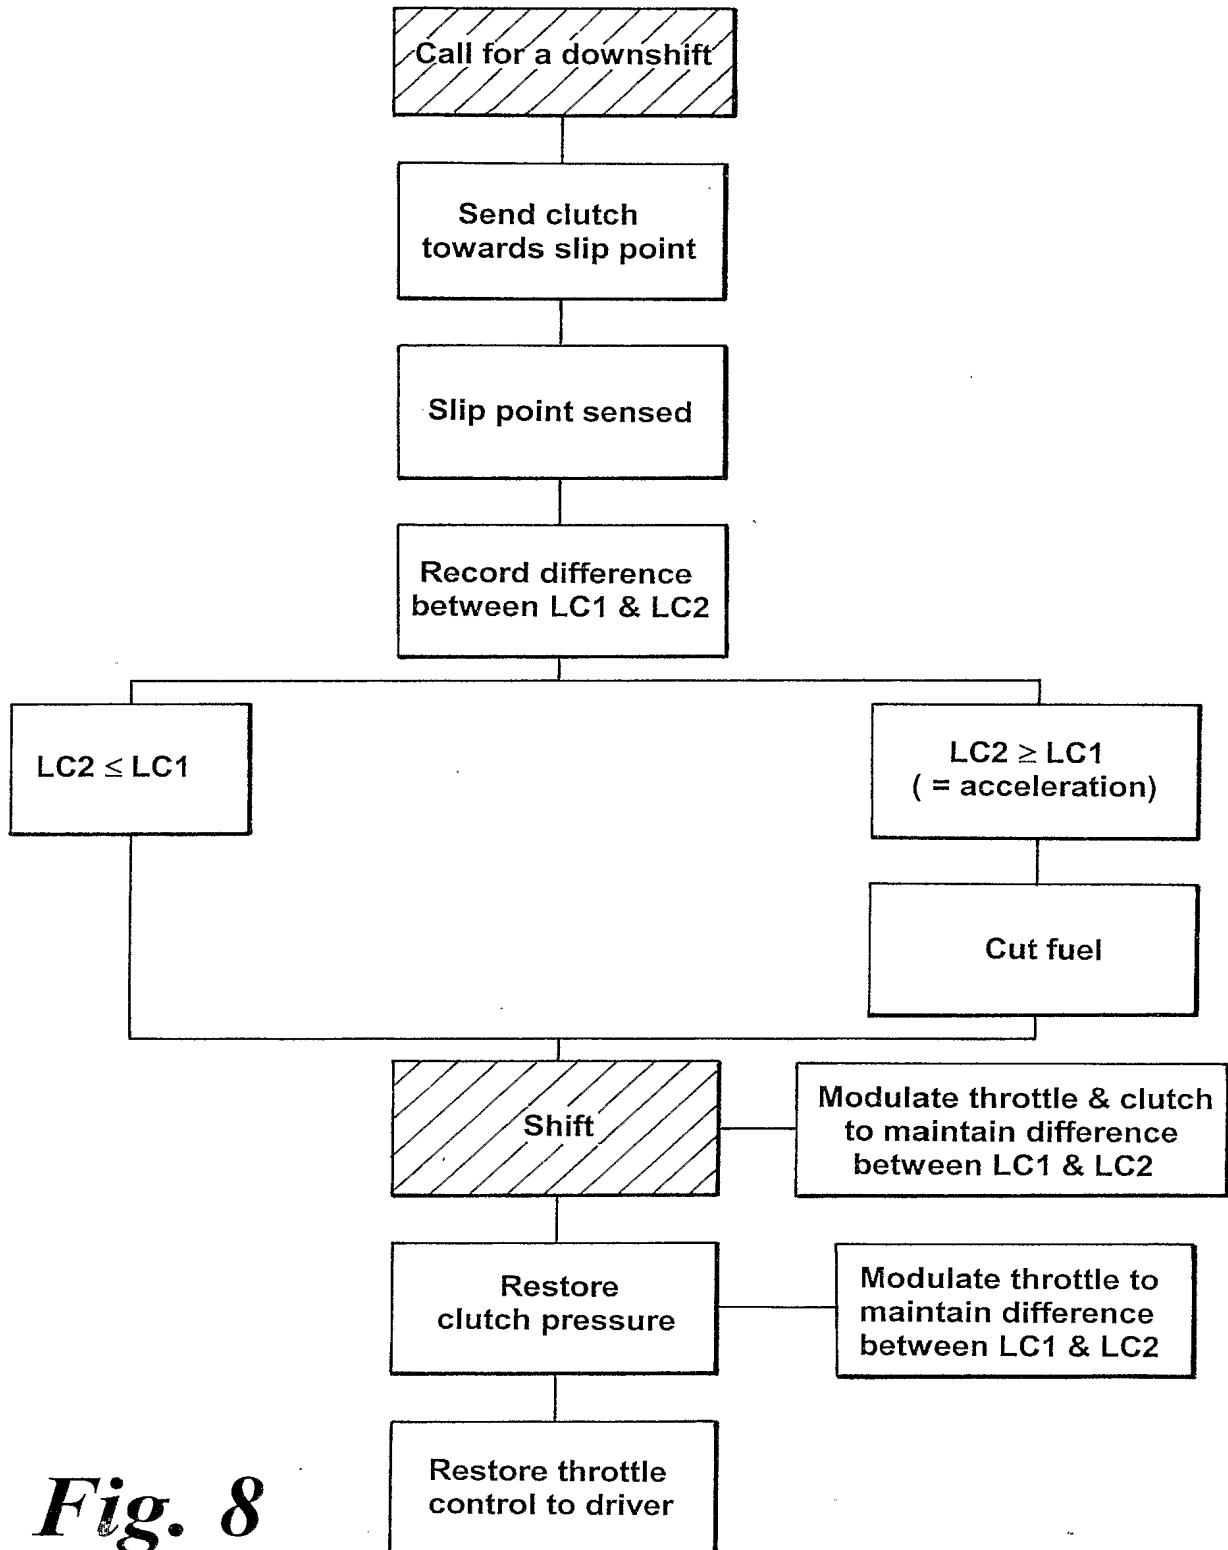 Call for a downshift
Send clutch
towards slip point
Slip point sensed
Record difference
between LC1 & LC2
LC2 ≤ LC1
LC2 ≥ LC1
( = acceleration)
Cut fuel
Shift
Modulate throttle & clutch
to maintain difference
between LC1 & LC2
Restore
clutch pressure
Modulate throttle to
maintain difference
between LC1 & LC2
Restore throttle
control to driver
Fig. 8